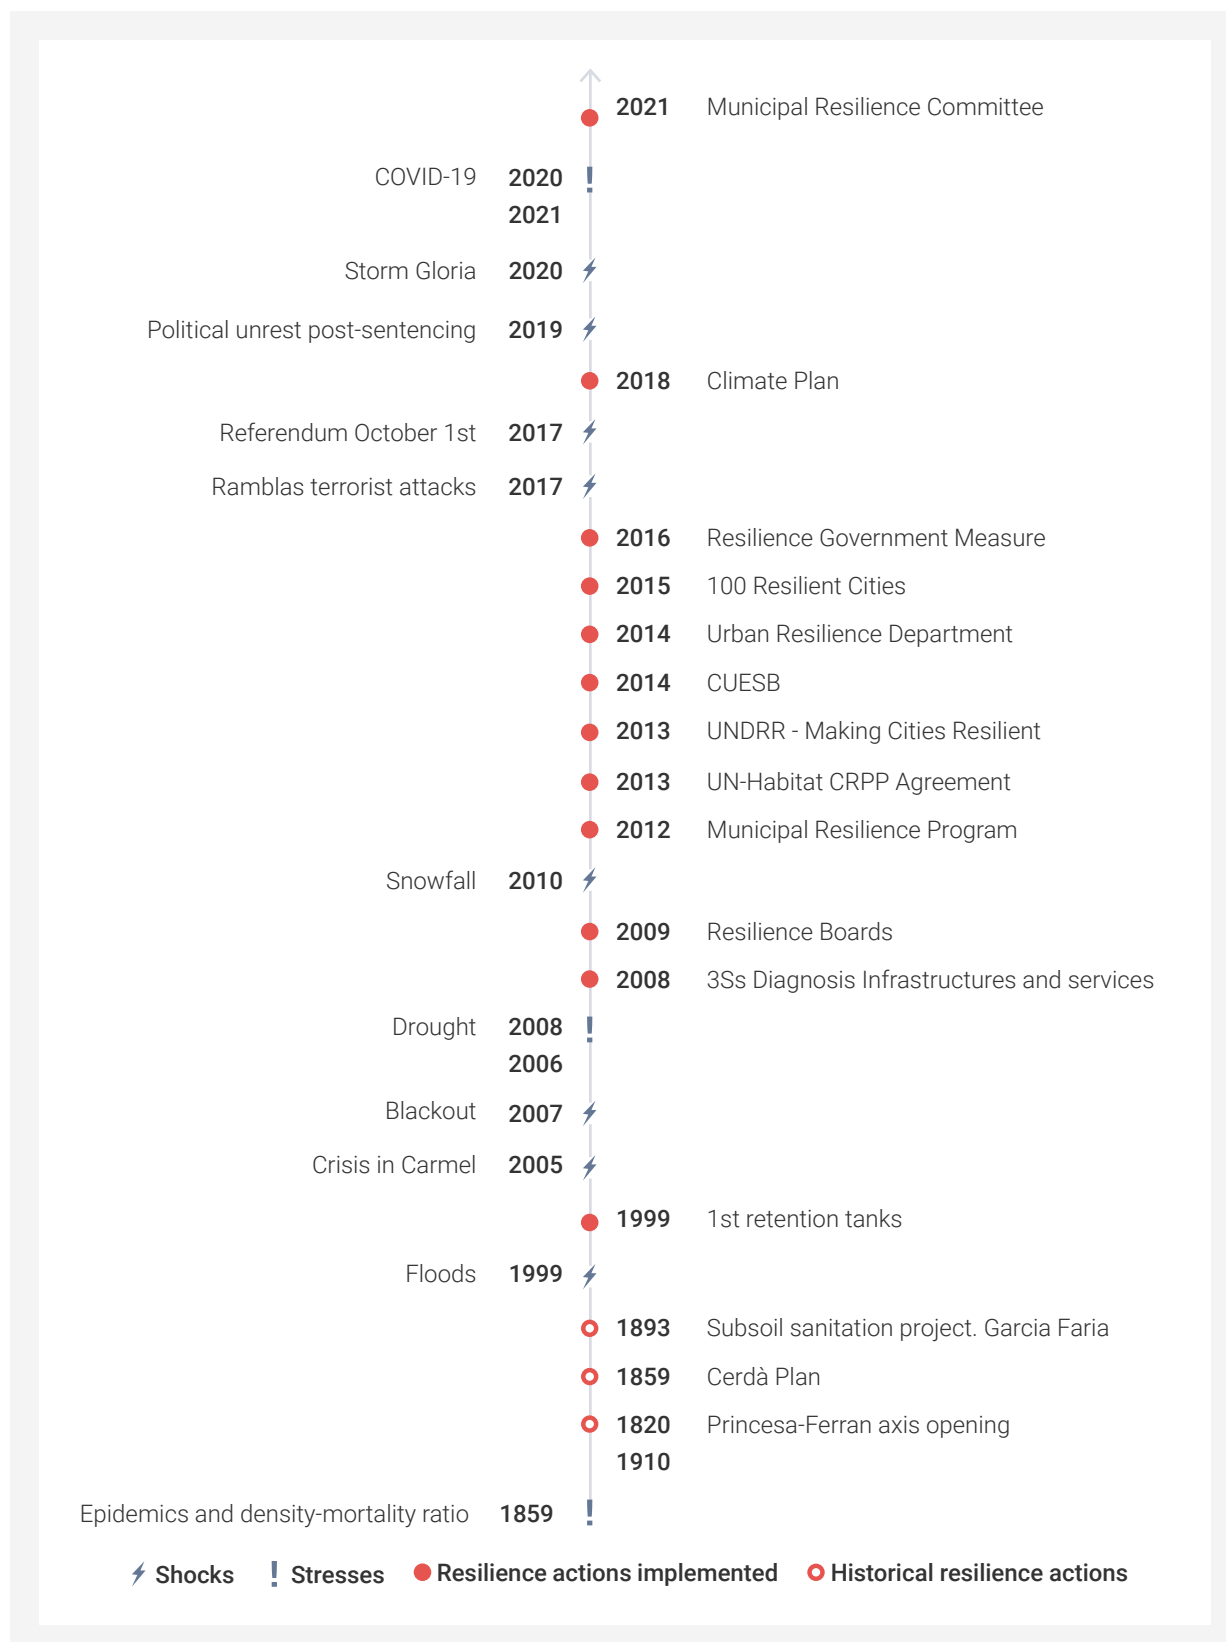 2021 Municipal Resilience Committee
COVID-19 2020
2021
Storm Gloria 2020
Political unrest post-sentencing 2019
2018 Climate Plan
Referendum October 1st 2017
Ramblas terrorist attacks 2017
2016 Resilience Government Measure
2015 100 Resilient Cities
2014 Urban Resilience Department
2014 CUESB
2013 UNDRR - Making Cities Resilient
2013 UN-Habitat CRPP Agreement
2012 Municipal Resilience Program
Snowfall 2010
2009 Resilience Boards
2008 3Ss Diagnosis Infrastructures and services
Drought 2008
2006
Blackout 2007
Crisis in Carmel 2005
1999 1st retention tanks
Floods 1999
1893 Subsoil sanitation project. Garcia Faria
1859 Cerdà Plan
1820 Princesa-Ferran axis opening
1910
Epidemics and density-mortality ratio 1859
Shocks ! Stresses Resilience actions implemented Historical resilience actions